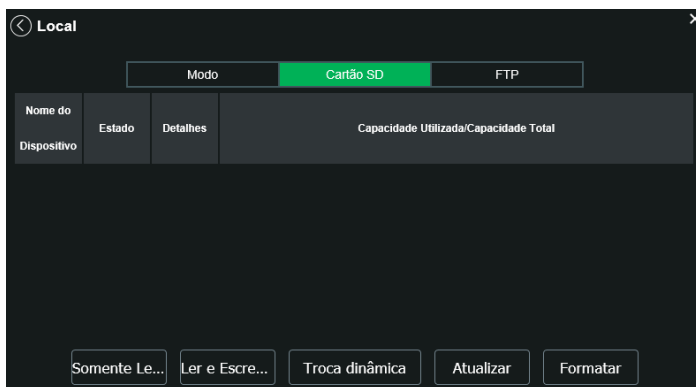 Local
Modo
Cartão SD
FTP
Nome do
Dispositivo
Estado
Detalhes
Capacidade Utilizada/Capacidade Total
Somente Le...
Ler e Escre...
Troca dinâmica
Atualizar
Formatar